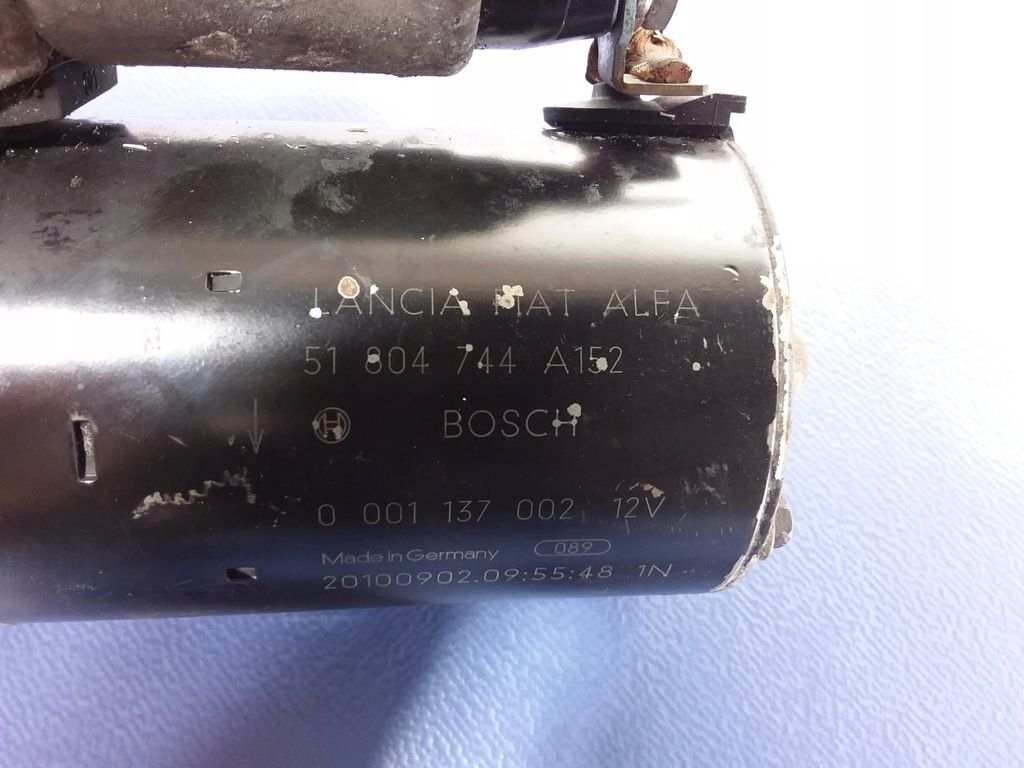 LANCIA FIAT ALFA
51 804 744 A152
BOSCH
0 001 137 002 12V
Made in Germany 089
20100902.09:55:48 1N